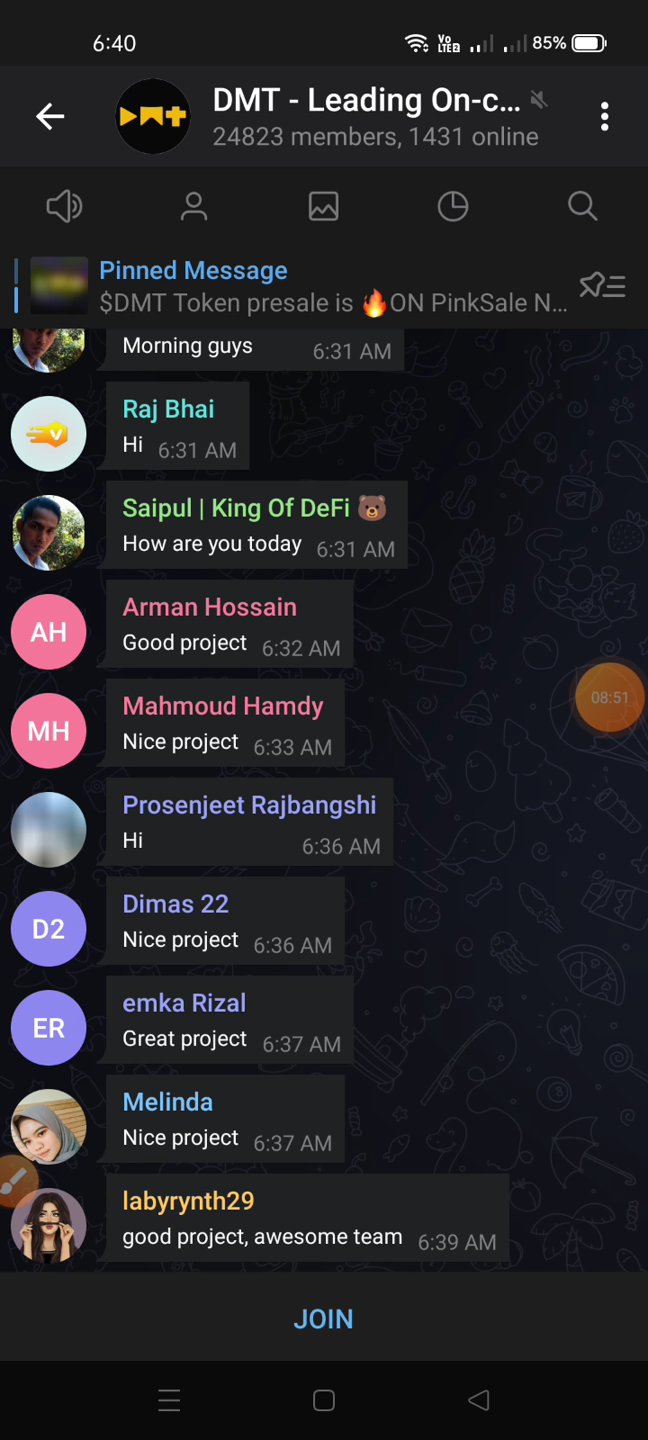 6:40
Vo
LTE2
85%
DMT - Leading On-c...
24823 members, 1431 online
Pinned Message
$DMT Token presale is 🔥ON PinkSale N...
Morning guys 6:31 AM
Raj Bhai
Hi 6:31 AM
Saipul | King Of DeFi 🐻
How are you today 6:31 AM
AH
Arman Hossain
Good project 6:32 AM
MH
Mahmoud Hamdy
Nice project 6:33 AM
08:51
Prosenjeet Rajbangshi
Hi 6:36 AM
D2
Dimas 22
Nice project 6:36 AM
ER
emka Rizal
Great project 6:37 AM
Melinda
Nice project 6:37 AM
labyrynth29
good project, awesome team 6:39 AM
JOIN